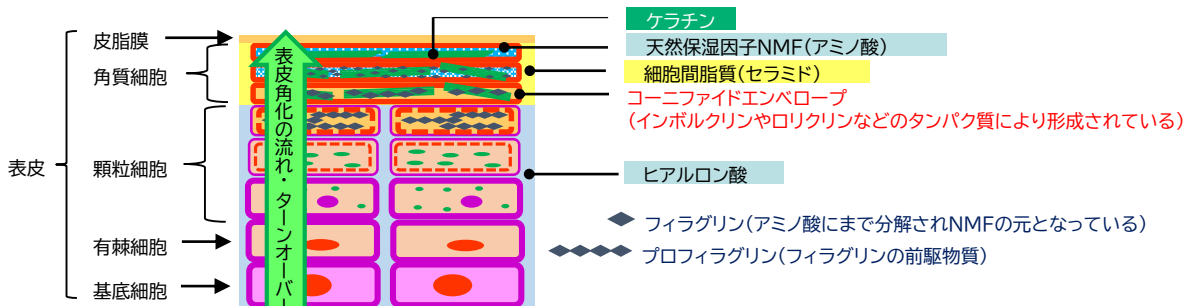 表皮
皮脂膜
角質細胞
顆粒細胞
有棘細胞
基底細胞
表皮角化の流れ・ターンオーバー
ケラチン
天然保湿因子NMF(アミノ酸)
細胞間脂質(セラミド)
コーニファイドエンベロープ
(インボルクリンやロリクリンなどのタンパク質により形成されている)
ヒアルロン酸
フィラグリン(アミノ酸にまで分解されNMFの元となっている)
プロフィラグリン(フィラグリンの前駆物質)